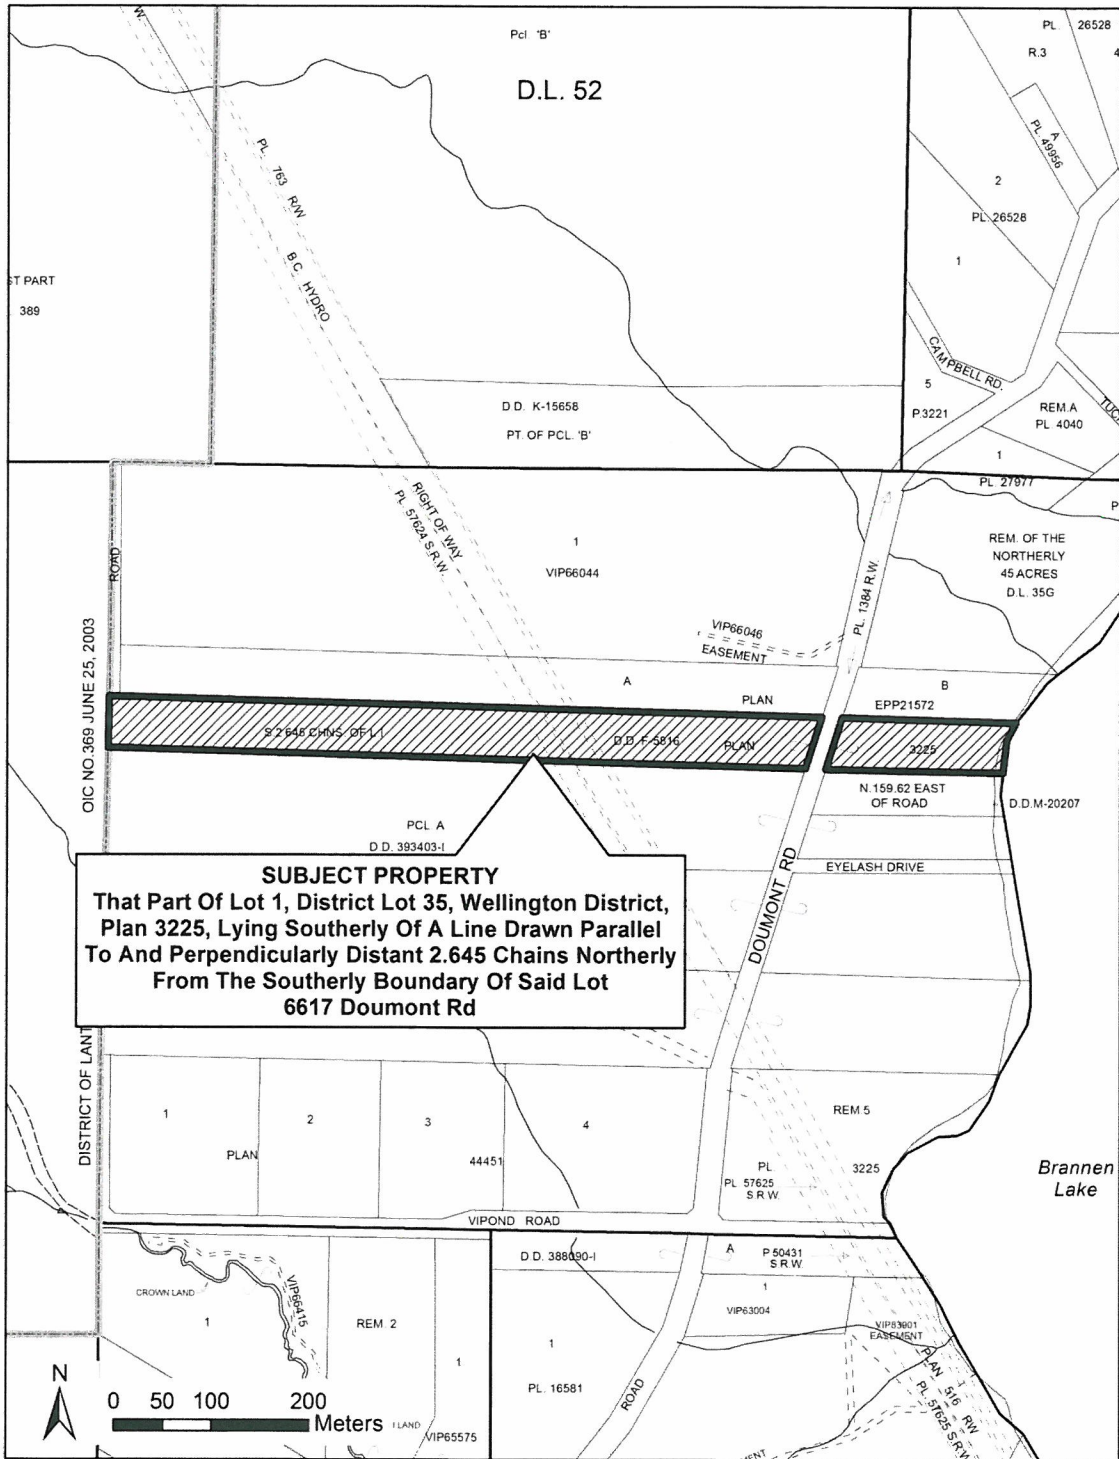 W.
Pcl 'B'
D.L. 52
PL. 26528
R.3
4
A
PL. 49956
2
PL. 26528
1
PL. 763 R/W
B.C. HYDRO
ST PART
389
CAMPBELL RD.
5
P.3221
REM.A
PL. 4040
D.D. K-15658
PT. OF PCL. 'B'
1
PL. 27977
P
RIGHT OF WAY
PL. 57624 S.R.W.
ROAD
1
VIP66044
REM. OF THE
NORTHERLY
45 ACRES
D.L. 35G
PL. 1384 R.W.
VIP66046
EASEMENT
OIC NO.369 JUNE 25, 2003
A
PLAN
B
EPP21572
S.2.645 CHNS. OF L.1
D.D. F-5816
PLAN
3225
N.159.62 EAST
OF ROAD
D.D.M-20207
PCL A
D.D. 393403-I
EYELASH DRIVE
DOUMONT RD
SUBJECT PROPERTY
That Part Of Lot 1, District Lot 35, Wellington District,
Plan 3225, Lying Southerly Of A Line Drawn Parallel
To And Perpendicularly Distant 2.645 Chains Northerly
From The Southerly Boundary Of Said Lot
6617 Doumont Rd
DISTRICT OF LANT
1
2
3
4
PLAN
44451
REM 5
PL
PL 57625
S.R.W.
3225
Brannen
Lake
VIPOND ROAD
D.D. 388090-I
A
P 50431
S.R.W.
CROWN LAND
VIP66415
1
REM. 2
1
1
VIP63004
VIP83901
EASEMENT
1
PL. 16581
ROAD
PLAN 516 RW
PL. 57625 S.R.W.
N
0 50 100 200
Meters
LAND
VIP65575